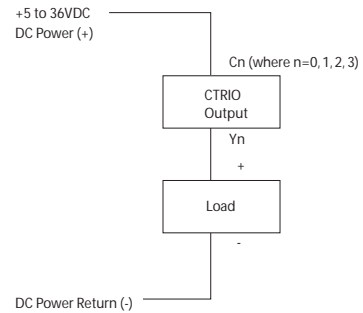 +5 to 36VDC
DC Power (+)
Cn (where n=0, 1, 2, 3)
CTRIO
Output
Yn
+
Load
-
DC Power Return (-)